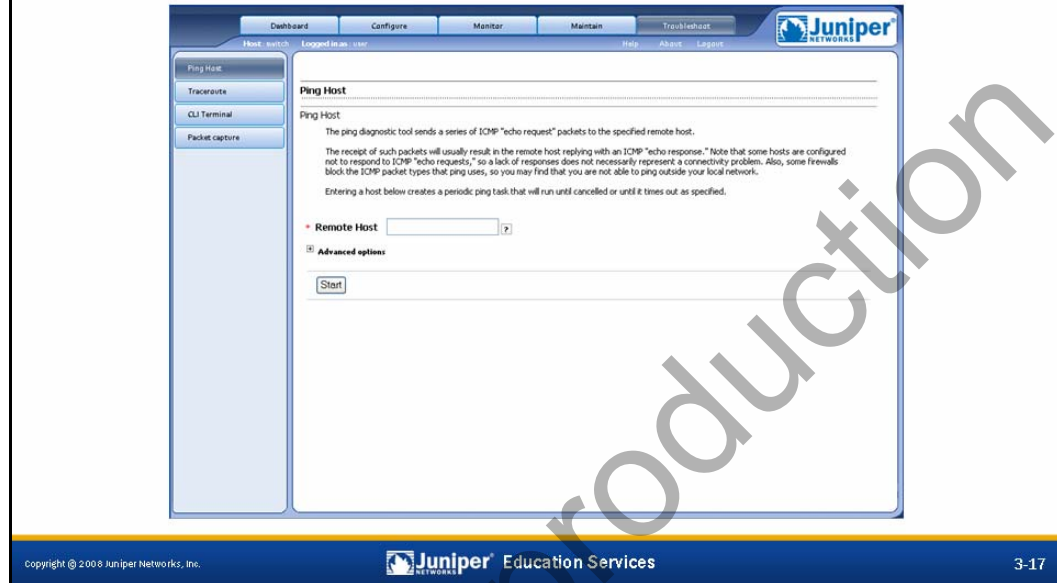 Dashboard Configure Monitor Maintain Troubleshoot
Juniper
NETWORKS
Host: switch Logged in as: user Help About Logout
Ping Host
Traceroute
CLI Terminal
Packet capture
Ping Host
Ping Host
The ping diagnostic tool sends a series of ICMP "echo request" packets to the specified remote host.
The receipt of such packets will usually result in the remote host replying with an ICMP "echo response." Note that some hosts are configured
not to respond to ICMP "echo requests," so a lack of responses does not necessarily represent a connectivity problem. Also, some firewalls
block the ICMP packet types that ping uses, so you may find that you are not able to ping outside your local network.
Entering a host below creates a periodic ping task that will run until cancelled or until it times out as specified.
* Remote Host ?
+ Advanced options
Start
roduction
Copyright © 2008 Juniper Networks, Inc.
Juniper Education Services
NETWORKS
3-17